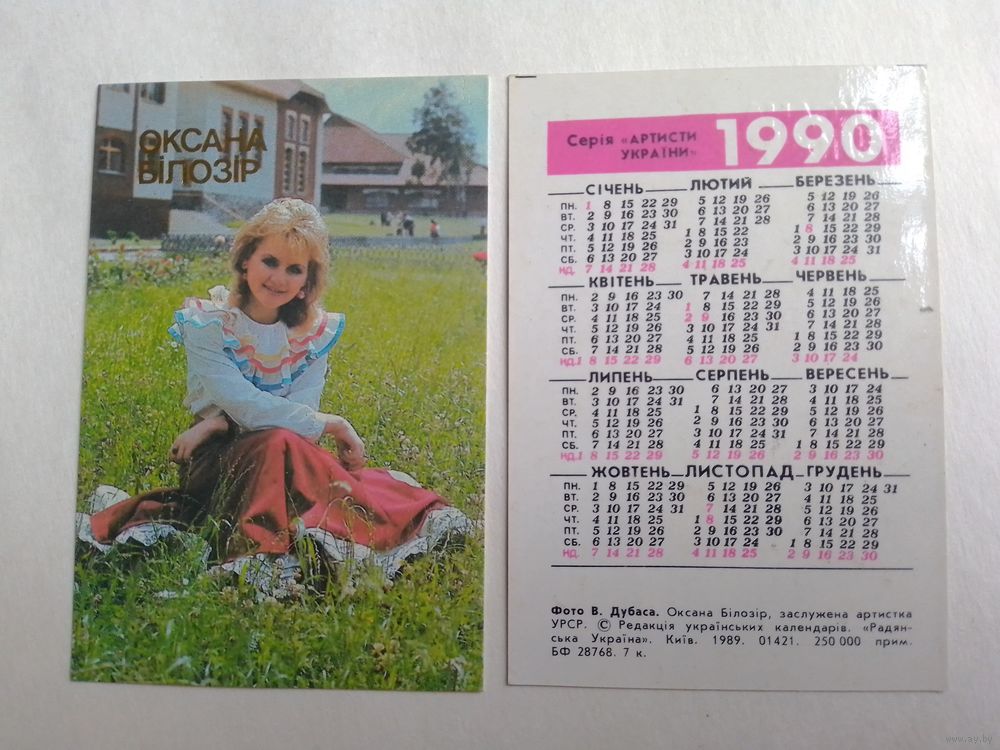 ОКСАНА
БІЛОЗІР
Серія «АРТИСТИ
УКРАЇНИ»
1990
СІЧЕНЬ ЛЮТИЙ БЕРЕЗЕНЬ
ПН. 1 8 15 22 29 5 12 19 26 5 12 19 26
ВТ. 2 9 16 23 30 6 13 20 27 6 13 20 27
СР. 3 10 17 24 31 7 14 21 28 7 14 21 28
ЧТ. 4 11 18 25 1 8 15 22 1 8 15 22 29
ПТ. 5 12 19 26 2 9 16 23 2 9 16 23 30
СБ. 6 13 20 27 3 10 17 24 3 10 17 24 31
НД. 7 14 21 28 4 11 18 25 4 11 18 25
КВІТЕНЬ ТРАВЕНЬ ЧЕРВЕНЬ
ПН. 2 9 16 23 30 7 14 21 28 4 11 18 25
ВТ. 3 10 17 24 1 8 15 22 29 5 12 19 26
СР. 4 11 18 25 2 9 16 23 30 6 13 20 27
ЧТ. 5 12 19 26 3 10 17 24 31 7 14 21 28
ПТ. 6 13 20 27 4 11 18 25 1 8 15 22 29
СБ. 7 14 21 28 5 12 19 26 2 9 16 23 30
НД. 1 8 15 22 29 6 13 20 27 3 10 17 24
ЛИПЕНЬ СЕРПЕНЬ ВЕРЕСЕНЬ
ПН. 2 9 16 23 30 6 13 20 27 3 10 17 24
ВТ. 3 10 17 24 31 7 14 21 28 4 11 18 25
СР. 4 11 18 25 1 8 15 22 29 5 12 19 26
ЧТ. 5 12 19 26 2 9 16 23 30 6 13 20 27
ПТ. 6 13 20 27 3 10 17 24 31 7 14 21 28
СБ. 7 14 21 28 4 11 18 25 1 8 15 22 29
НД. 1 8 15 22 29 5 12 19 26 2 9 16 23 30
ЖОВТЕНЬ ЛИСТОПАД ГРУДЕНЬ
ПН. 1 8 15 22 29 5 12 19 26 3 10 17 24 31
ВТ. 2 9 16 23 30 6 13 20 27 4 11 18 25
СР. 3 10 17 24 31 7 14 21 28 5 12 19 26
ЧТ. 4 11 18 25 1 8 15 22 29 6 13 20 27
ПТ. 5 12 19 26 2 9 16 23 30 7 14 21 28
СБ. 6 13 20 27 3 10 17 24 1 8 15 22 29
НД. 7 14 21 28 4 11 18 25 2 9 16 23 30
Фото В. Дубаса. Оксана Білозір, заслужена артистка
УРСР. © Редакція українських календарів. «Радян-
ська Україна». Київ. 1989. 01421. 250 000 прим.
БФ 28768. 7 к.
www.ay.by